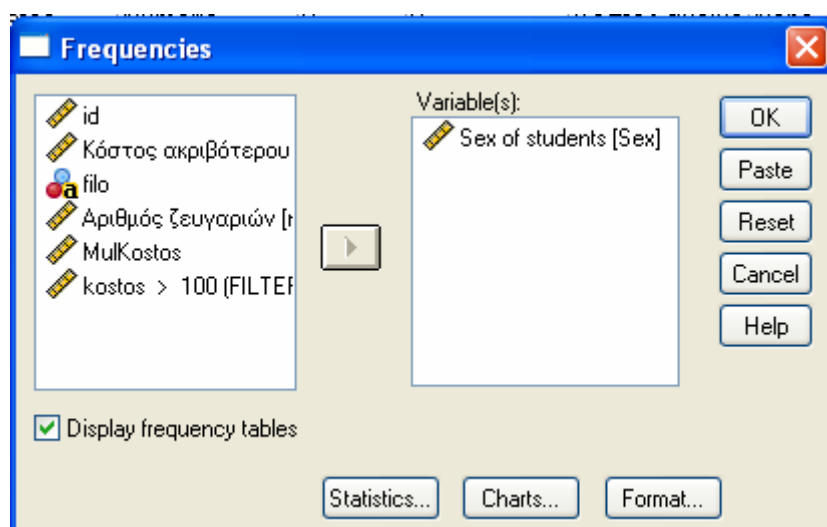 Frequencies
id
Κόστος ακριβότερου
filo
Αριθμός ζευγαριών [r
MulKostos
kostos > 100 (FILTEF
Variable(s):
Sex of students [Sex]
OK
Paste
Reset
Cancel
Help
Display frequency tables
Statistics...
Charts...
Format...